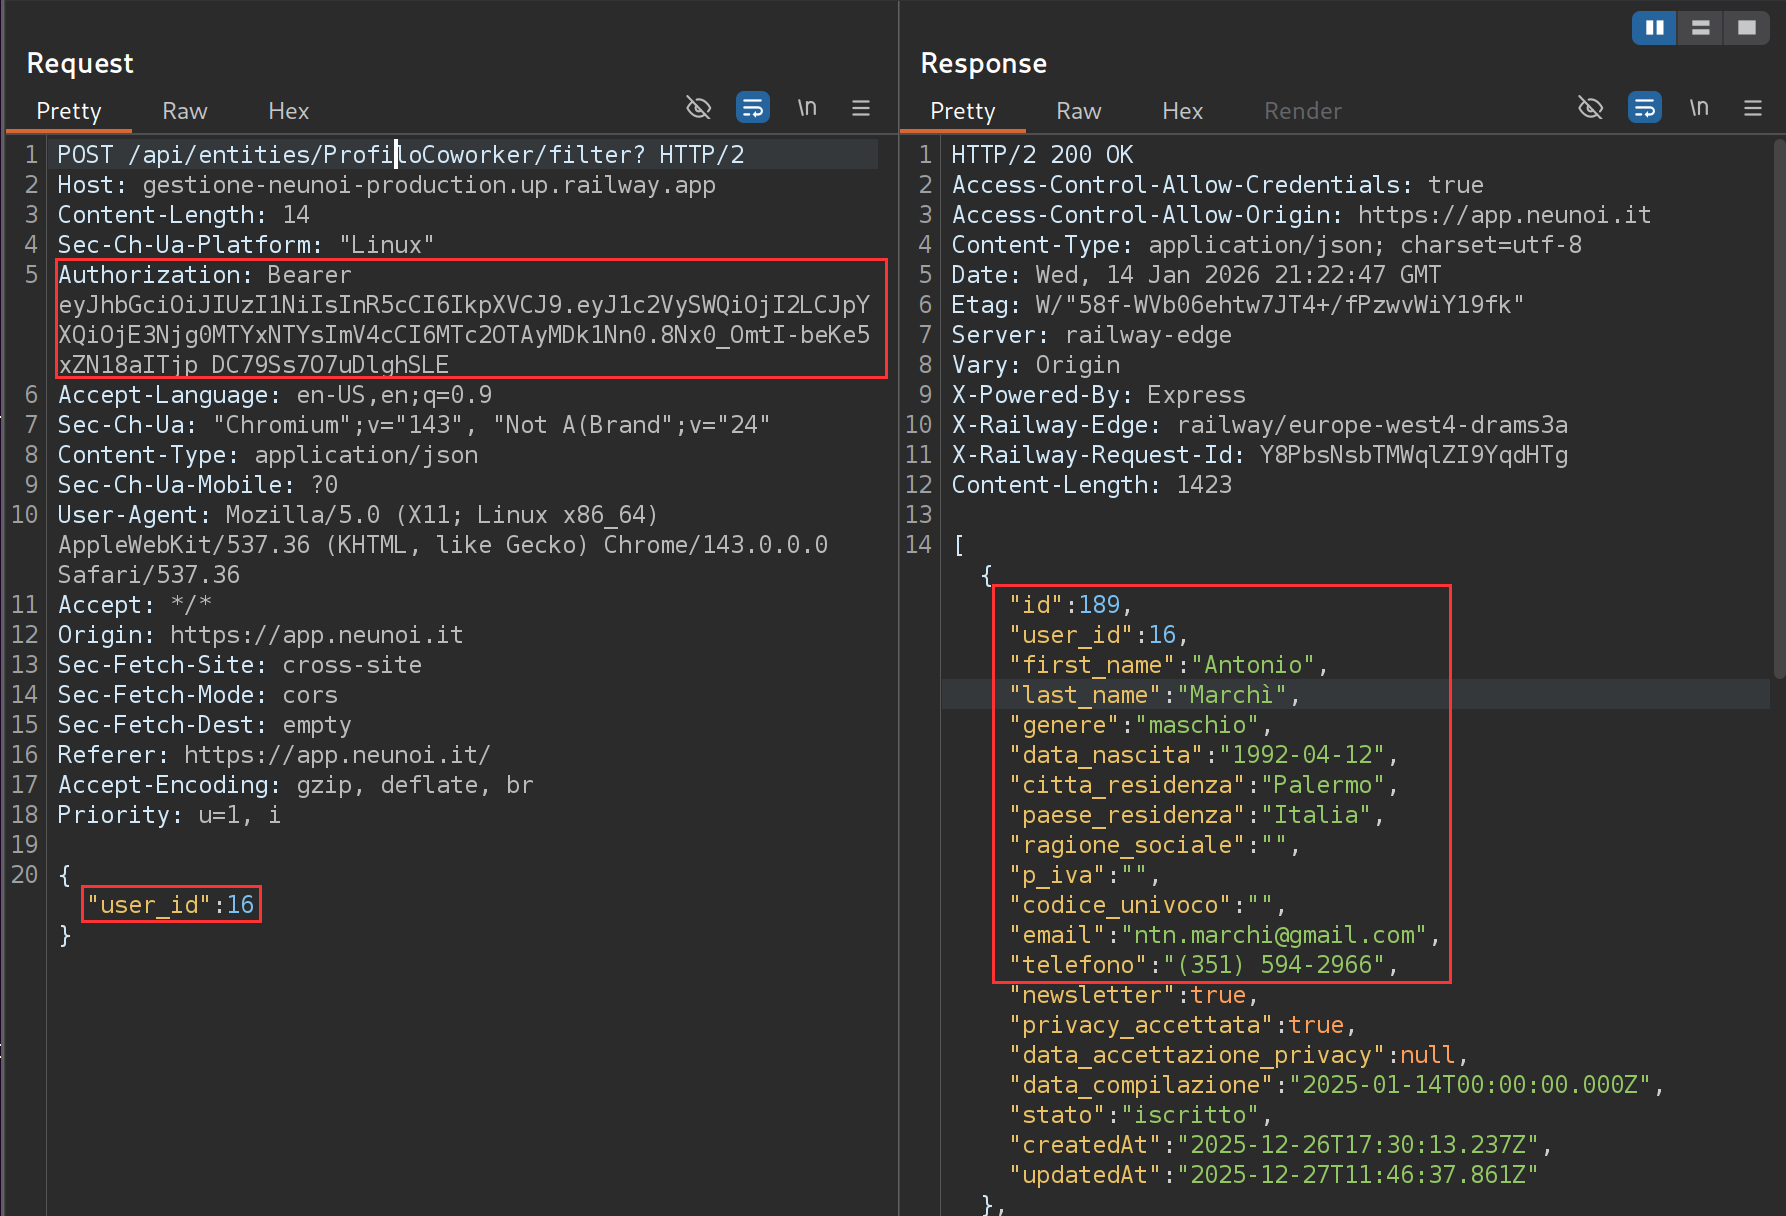 Request
Pretty Raw Hex \n
1 POST /api/entities/ProfiloCoworker/filter? HTTP/2
2 Host: gestione-neunoi-production.up.railway.app
3 Content-Length: 14
4 Sec-Ch-Ua-Platform: "Linux"
5 Authorization: Bearer
eyJhbGciOiJIUzI1NiIsInR5cCI6IkpXVCJ9.eyJ1c2VySWQiOjI2LCJpY
XQiOjE3Njg0MTYxNTYsImV4cCI6MTc2OTAyMDk1Nn0.8Nx0_OmtI-beKe5
xZN18aITjp_DC79Ss7O7uDlghSLE
6 Accept-Language: en-US,en;q=0.9
7 Sec-Ch-Ua: "Chromium";v="143", "Not A(Brand";v="24"
8 Content-Type: application/json
9 Sec-Ch-Ua-Mobile: ?0
10 User-Agent: Mozilla/5.0 (X11; Linux x86_64)
AppleWebKit/537.36 (KHTML, like Gecko) Chrome/143.0.0.0
Safari/537.36
11 Accept: */*
12 Origin: https://app.neunoi.it
13 Sec-Fetch-Site: cross-site
14 Sec-Fetch-Mode: cors
15 Sec-Fetch-Dest: empty
16 Referer: https://app.neunoi.it/
17 Accept-Encoding: gzip, deflate, br
18 Priority: u=1, i
19
20 {
"user_id":16
}
Response
Pretty Raw Hex Render \n
1 HTTP/2 200 OK
2 Access-Control-Allow-Credentials: true
3 Access-Control-Allow-Origin: https://app.neunoi.it
4 Content-Type: application/json; charset=utf-8
5 Date: Wed, 14 Jan 2026 21:22:47 GMT
6 Etag: W/"58f-WVb06ehtw7JT4+/fPzwvWiY19fk"
7 Server: railway-edge
8 Vary: Origin
9 X-Powered-By: Express
10 X-Railway-Edge: railway/europe-west4-drams3a
11 X-Railway-Request-Id: Y8PbsNsbTMWqlZI9YqdHTg
12 Content-Length: 1423
13
14 [
{
"id":189,
"user_id":16,
"first_name":"Antonio",
"last_name":"Marchì",
"genere":"maschio",
"data_nascita":"1992-04-12",
"citta_residenza":"Palermo",
"paese_residenza":"Italia",
"ragione_sociale":"",
"p_iva":"",
"codice_univoco":"",
"email":"ntn.marchi@gmail.com",
"telefono":"(351) 594-2966",
"newsletter":true,
"privacy_accettata":true,
"data_accettazione_privacy":null,
"data_compilazione":"2025-01-14T00:00:00.000Z",
"stato":"iscritto",
"createdAt":"2025-12-26T17:30:13.237Z",
"updatedAt":"2025-12-27T11:46:37.861Z"
},